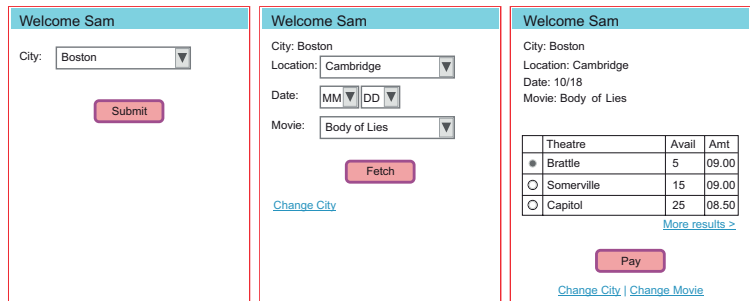 Welcome Sam
City: Boston
Submit
Welcome Sam
City: Boston
Location: Cambridge
Date: MM DD
Movie: Body of Lies
Fetch
Change City
Welcome Sam
City: Boston
Location: Cambridge
Date: 10/18
Movie: Body of Lies
Theatre Avail Amt
Brattle 5 09.00
Somerville 15 09.00
Capitol 25 08.50
More results >
Pay
Change City | Change Movie